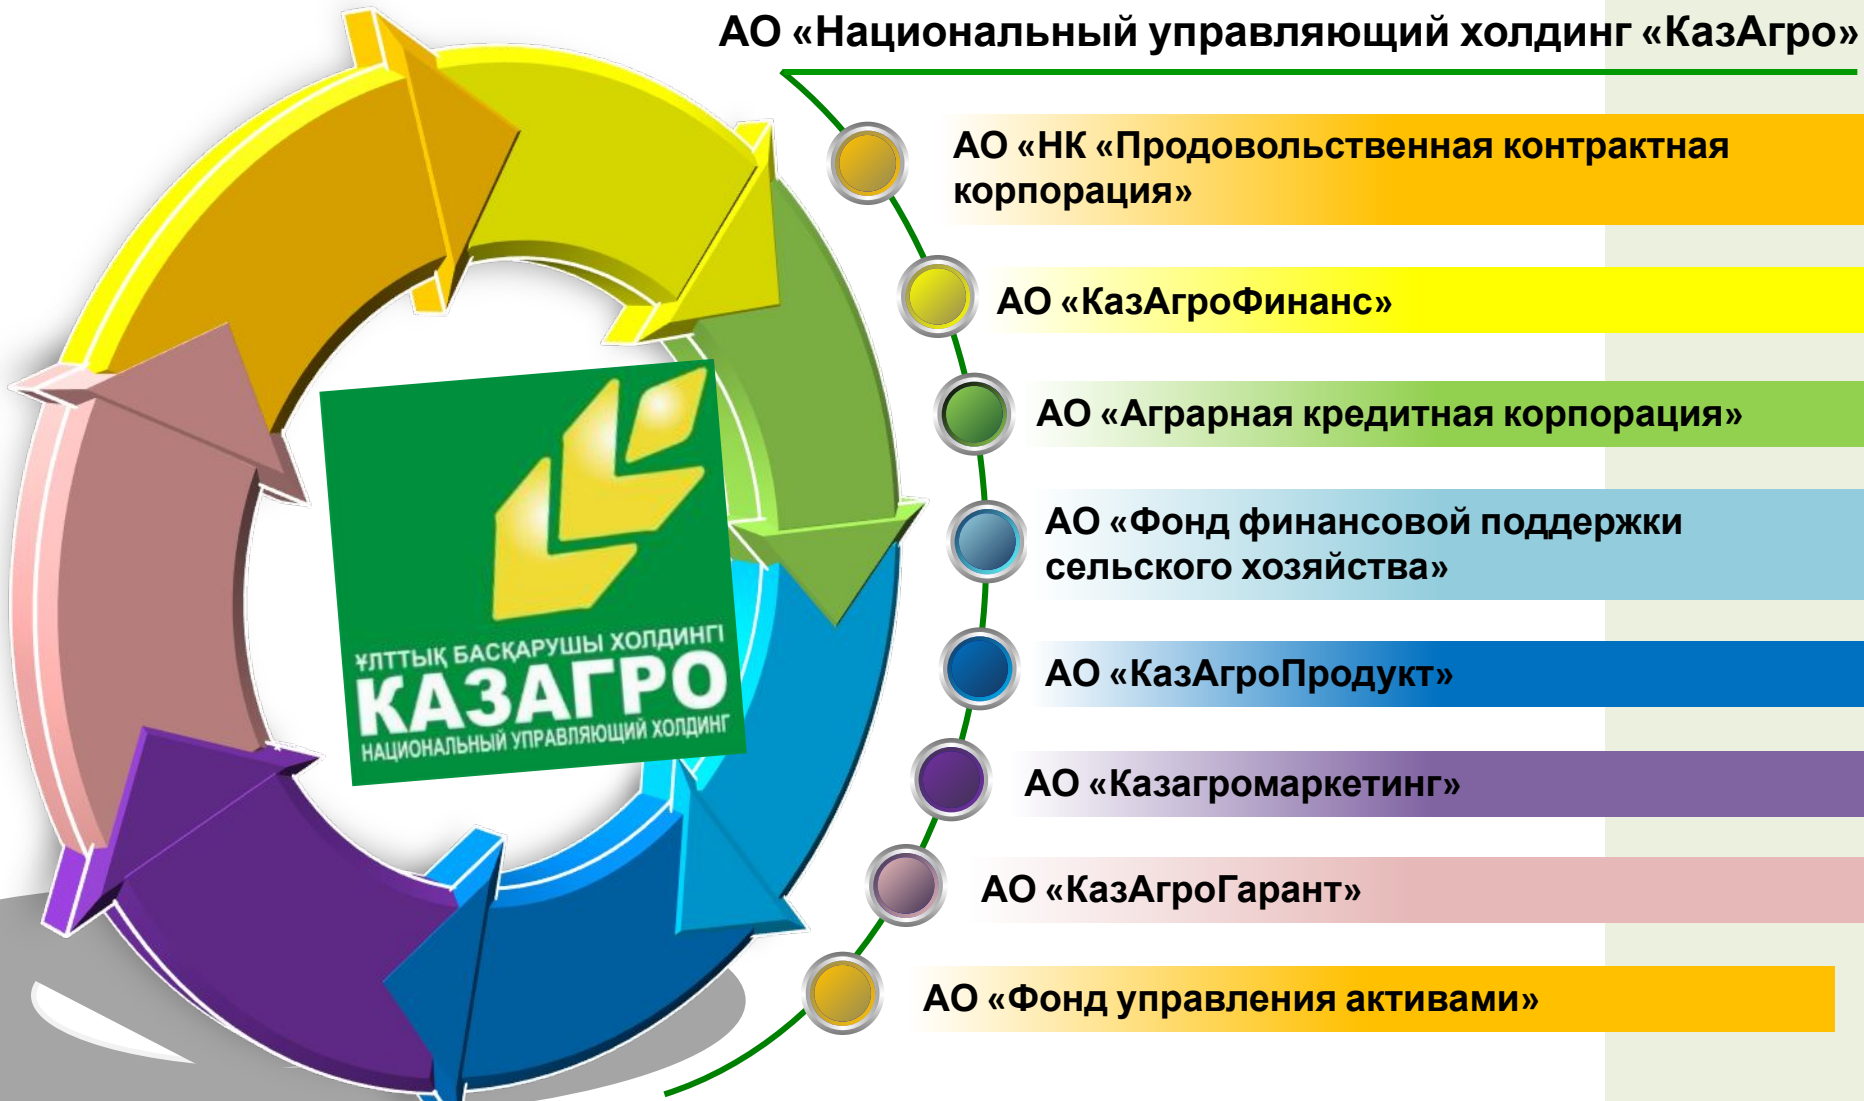 АО «Национальный управляющий холдинг «КазАгро»
АО «НК «Продовольственная контрактная
корпорация»
АО «КазАгроФинанс»
АО «Аграрная кредитная корпорация»
АО «Фонд финансовой поддержки
сельского хозяйства»
АО «КазАгроПродукт»
АО «Казагромаркетинг»
АО «КазАгроГарант»
АО «Фонд управления активами»
ҰЛТТЫҚ БАСҚАРУШЫ ХОЛДИНГІ
КАЗАГРО
НАЦИОНАЛЬНЫЙ УПРАВЛЯЮЩИЙ ХОЛДИНГ